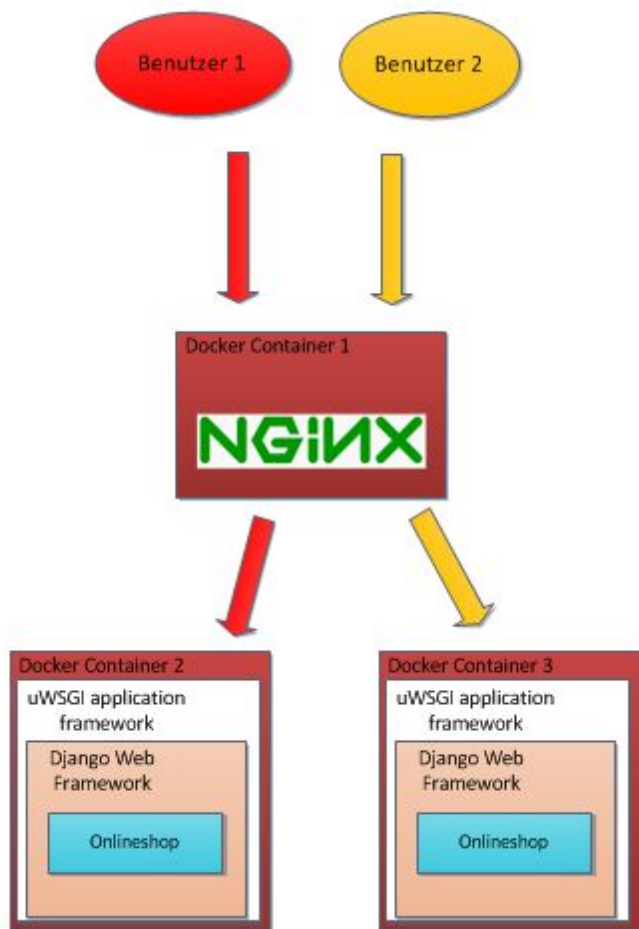 Benutzer 1
Benutzer 2
Docker Container 1
NGiNX
Docker Container 2
uWSGI application
framework
Django Web
Framework
Onlineshop
Docker Container 3
uWSGI application
framework
Django Web
Framework
Onlineshop